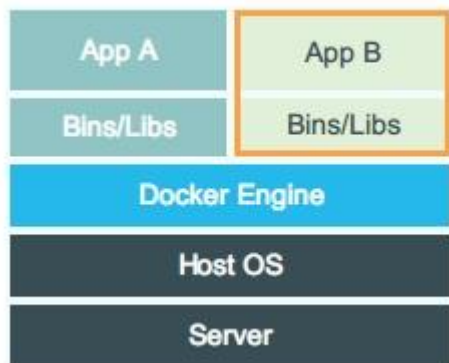 App A
App B
Bins/Libs
Bins/Libs
Docker Engine
Host OS
Server